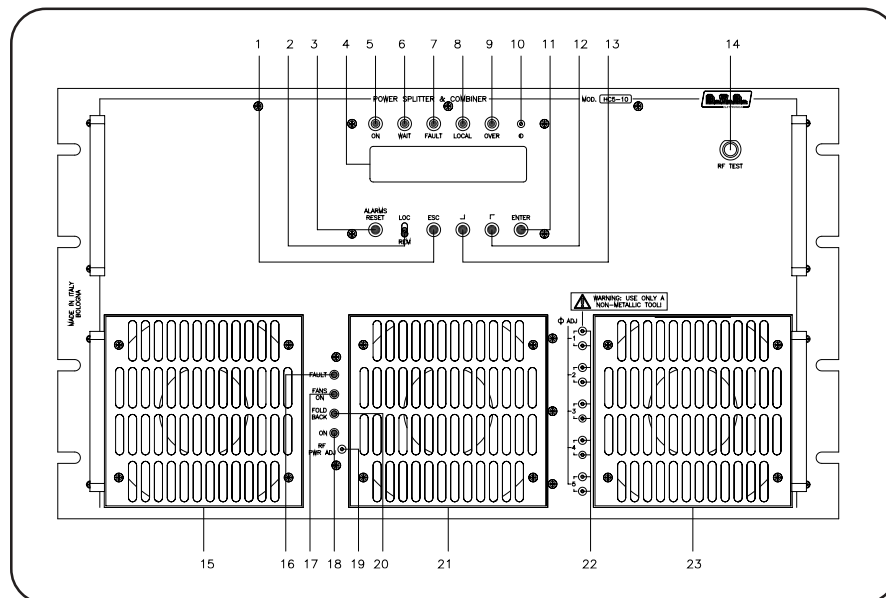 1 2 3 4 5 6 7 8 9 10 11 12 13 14
POWER SPLITTER & COMBINER
MOD. HC5-10
ON WAIT FAULT LOCAL OVER
RF TEST
ALARMS RESET
LOC
REM
ESC
ENTER
MADE IN ITALY
BOLOGNA
WARNING: USE ONLY A
NON-METALLIC TOOL!
Φ ADJ
1
2
3
4
5
FAULT
FANS
ON
FOLD
BACK
ON
RF
PWR ADJ
15 16 17 18 19 20 21 22 23